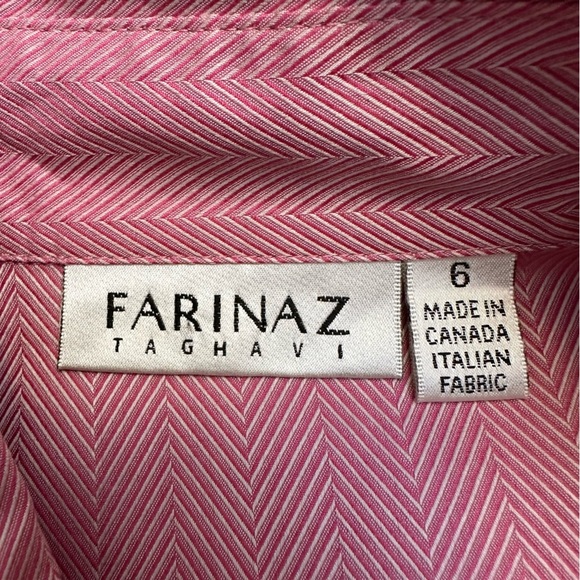 FARINAZ
TAGHAVI
6
MADE IN
CANADA
ITALIAN
FABRIC